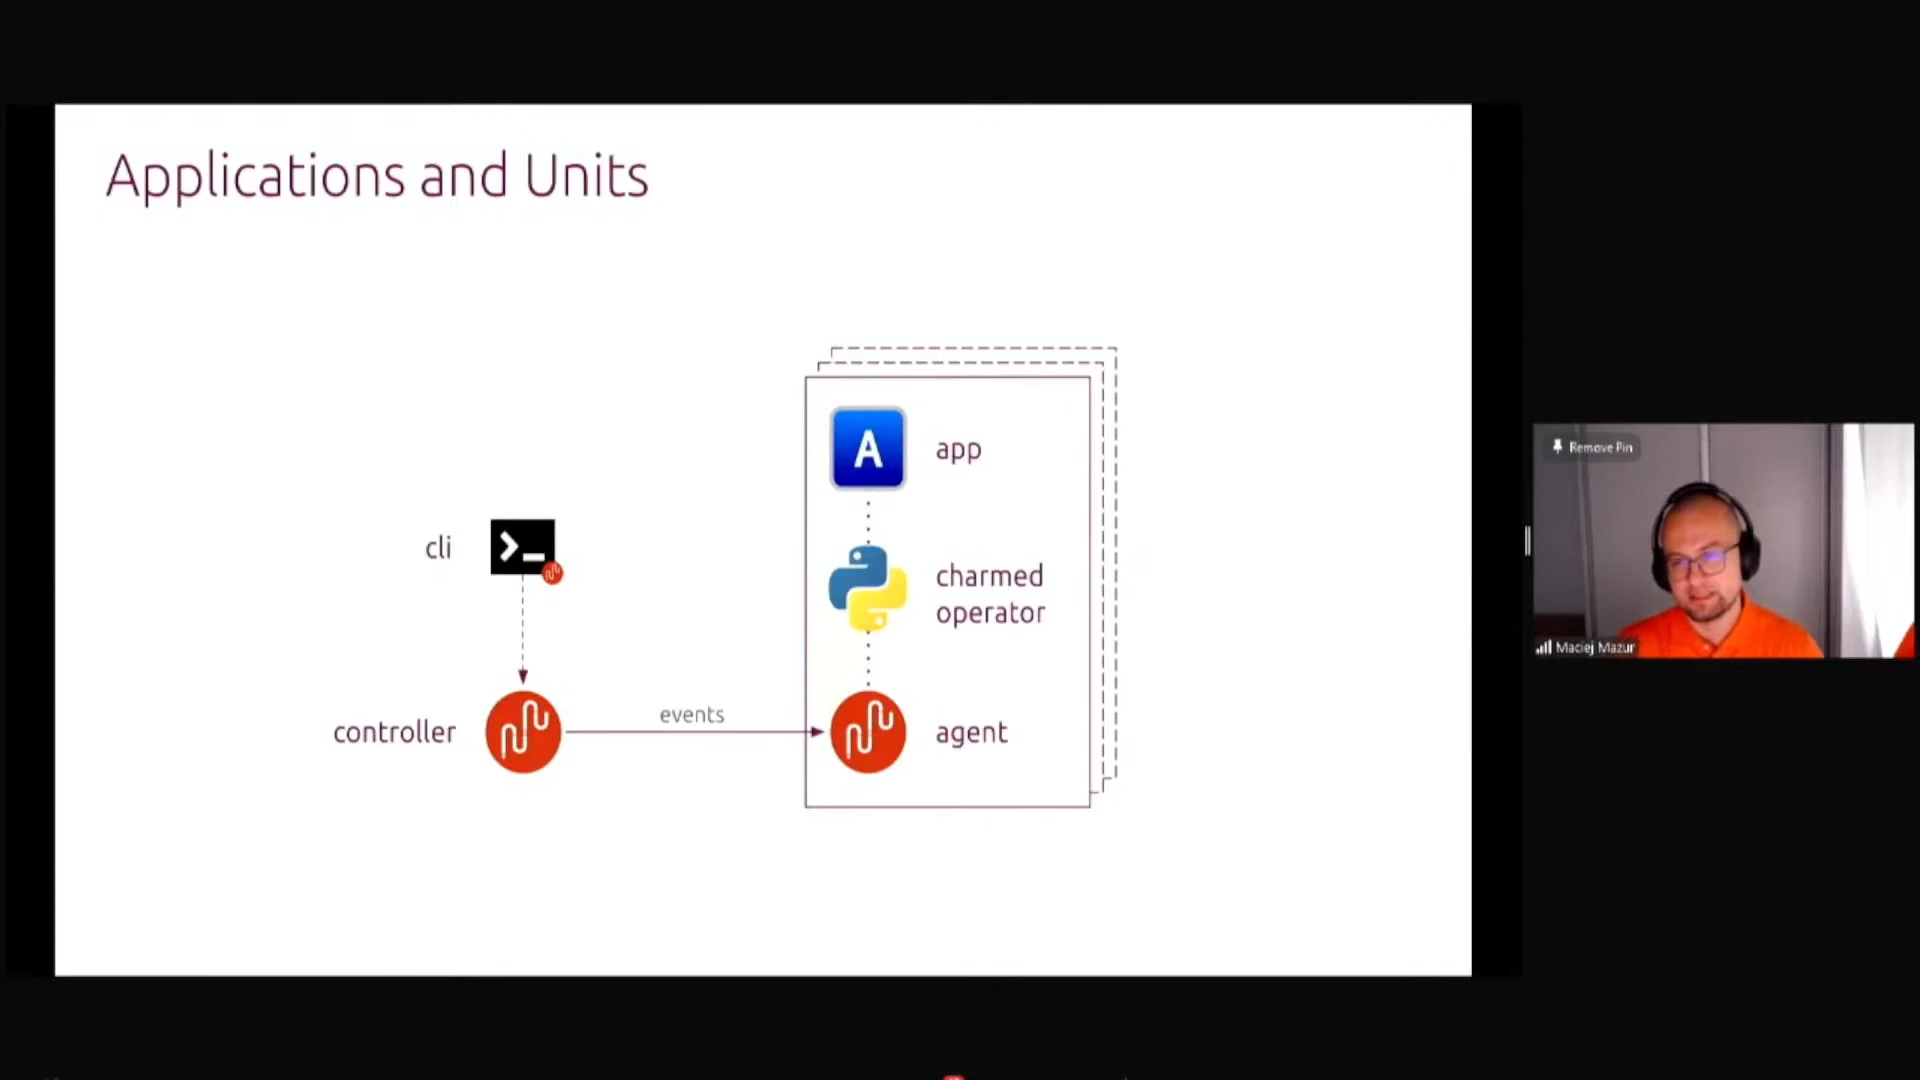 Applications and Units
A
app
cli
>_
charmed
operator
controller
events
agent
Remove Pin
Maciej Mazur